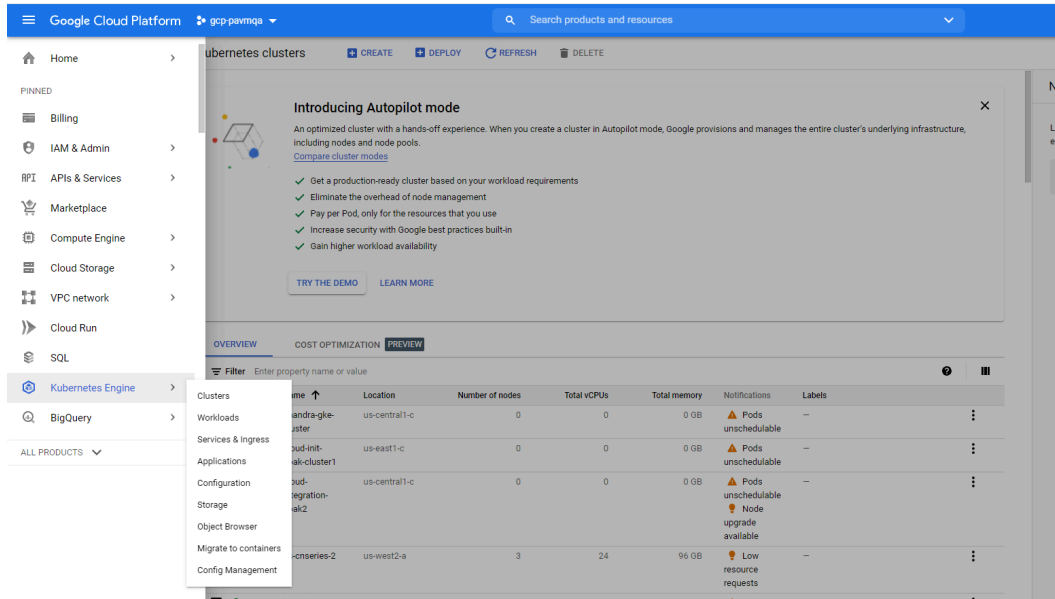 Google Cloud Platform
gcp-pavmqa
Search products and resources
Home
PINNED
Billing
IAM & Admin
API
APIs & Services
Marketplace
Compute Engine
Cloud Storage
VPC network
Cloud Run
SQL
Kubernetes Engine
BigQuery
ALL PRODUCTS
Clusters
Workloads
Services & Ingress
Applications
Configuration
Storage
Object Browser
Migrate to containers
Config Management
ubernetes clusters
CREATE
DEPLOY
REFRESH
DELETE
Introducing Autopilot mode
An optimized cluster with a hands-off experience. When you create a cluster in Autopilot mode, Google provisions and manages the entire cluster's underlying infrastructure,
including nodes and node pools.
Compare cluster modes
Get a production-ready cluster based on your workload requirements
Eliminate the overhead of node management
Pay per Pod, only for the resources that you use
Increase security with Google best practices built-in
Gain higher workload availability
TRY THE DEMO
LEARN MORE
OVERVIEW
COST OPTIMIZATION PREVIEW
Filter Enter property name or value
me Location Number of nodes Total vCPUs Total memory Notifications Labels
andra-gke-
uster
us-central1-c 0 0 0 GB
Pods
unschedulable
–
oud-init-
ak-cluster1
us-east1-c 0 0 0 GB
Pods
unschedulable
–
oud-
tegration-
ak2
us-central1-c 0 0 0 GB
Pods
unschedulable
Node
upgrade
available
–
-cnseries-2
us-west2-a 3 24 96 GB
Low
resource
requests
–